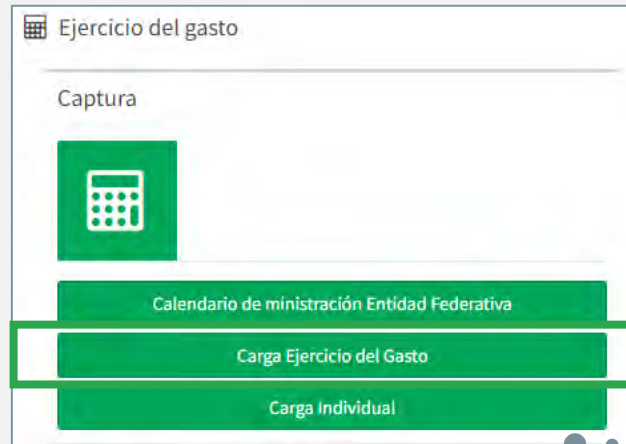 Ejercicio del gasto
Captura
Calendario de ministración Entidad Federativa
Carga Ejercicio del Gasto
Carga Individual